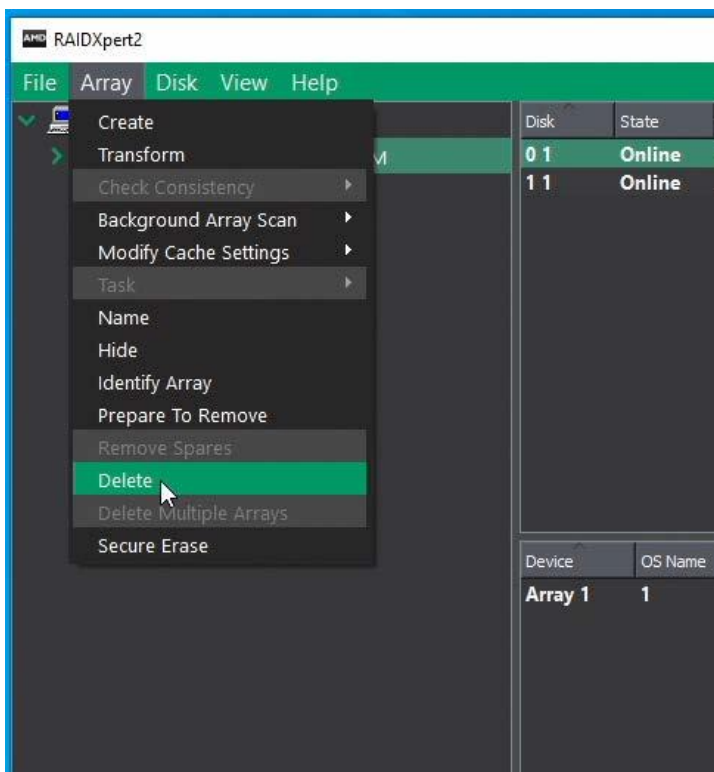 AMD RAIDXpert2
File Array Disk View Help
Create
Transform
Check Consistency
Background Array Scan
Modify Cache Settings
Task
Name
Hide
Identify Array
Prepare To Remove
Remove Spares
Delete
Delete Multiple Arrays
Secure Erase
Disk State
0 1 Online
1 1 Online
Device OS Name
Array 1 1